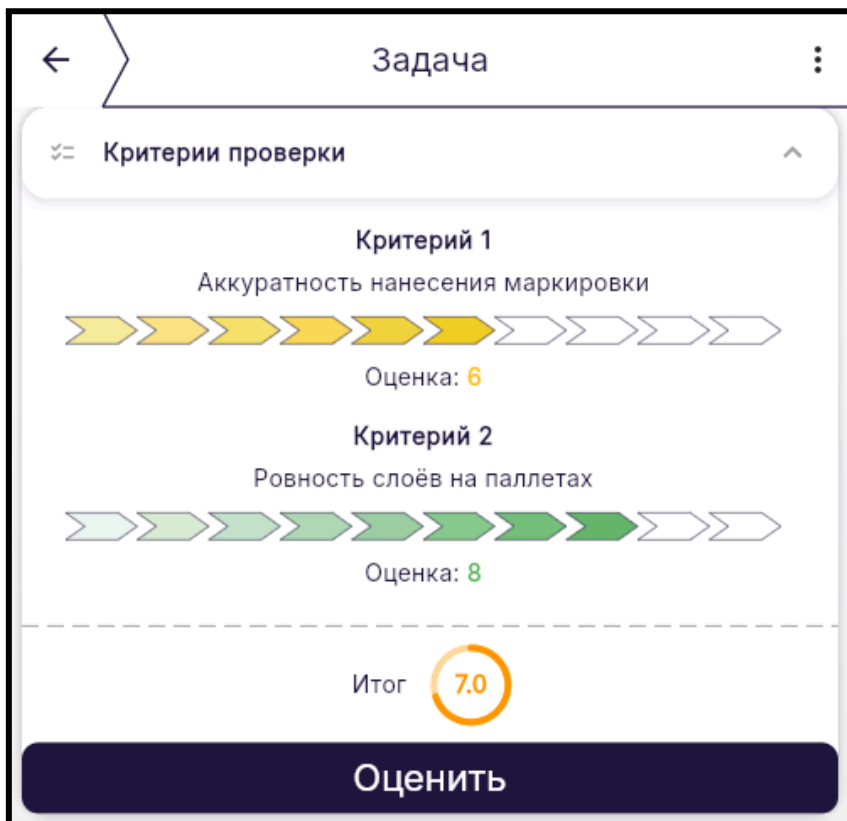 Задача
Критерии проверки
Критерий 1
Аккуратность нанесения маркировки
Оценка: 6
Критерий 2
Ровность слоёв на паллетах
Оценка: 8
Итог 7.0
Оценить